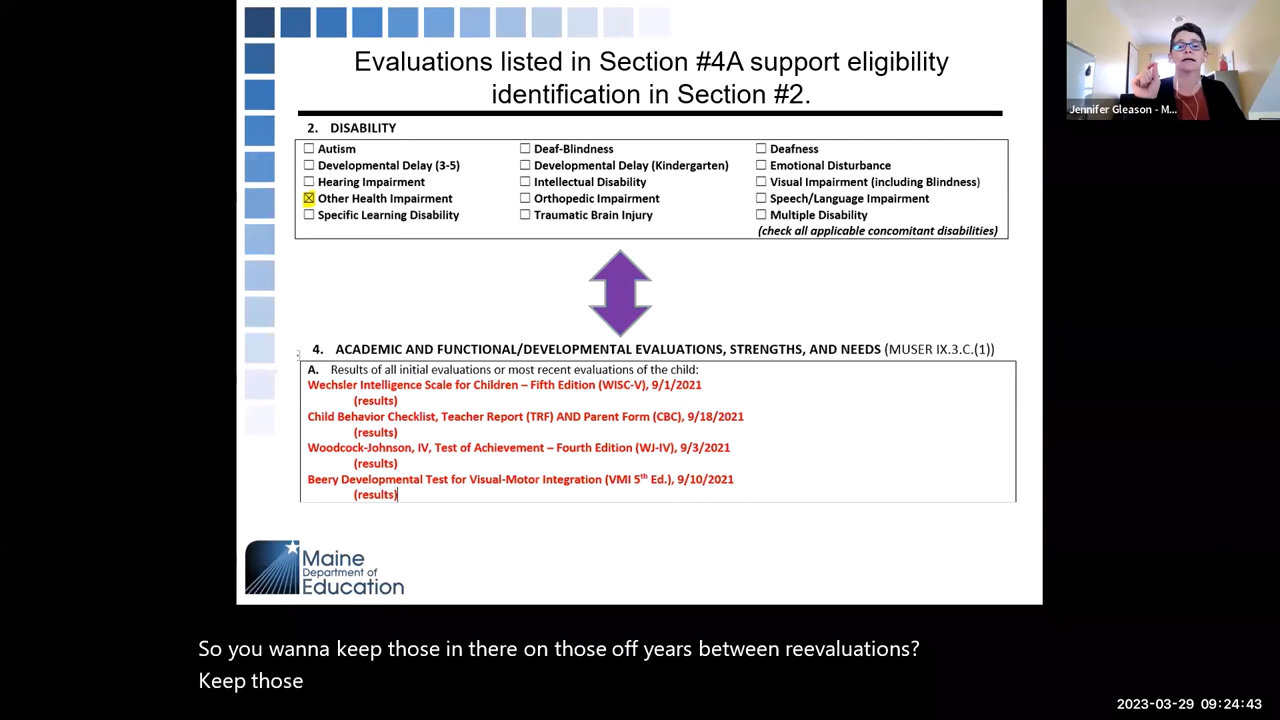 Evaluations listed in Section #4A support eligibility
identification in Section #2.
2. DISABILITY
☐ Autism ☐ Deaf-Blindness ☐ Deafness
☐ Developmental Delay (3-5) ☐ Developmental Delay (Kindergarten) ☐ Emotional Disturbance
☐ Hearing Impairment ☐ Intellectual Disability ☐ Visual Impairment (including Blindness)
☒ Other Health Impairment ☐ Orthopedic Impairment ☐ Speech/Language Impairment
☐ Specific Learning Disability ☐ Traumatic Brain Injury ☐ Multiple Disability
(check all applicable concomitant disabilities)
4. ACADEMIC AND FUNCTIONAL/DEVELOPMENTAL EVALUATIONS, STRENGTHS, AND NEEDS (MUSER IX.3.C.(1))
A. Results of all initial evaluations or most recent evaluations of the child:
Wechsler Intelligence Scale for Children – Fifth Edition (WISC-V), 9/1/2021
(results)
Child Behavior Checklist, Teacher Report (TRF) AND Parent Form (CBC), 9/18/2021
(results)
Woodcock-Johnson, IV, Test of Achievement – Fourth Edition (WJ-IV), 9/3/2021
(results)
Beery Developmental Test for Visual-Motor Integration (VMI 5th Ed.), 9/10/2021
(results)
Maine
Department of
Education
Jennifer Gleason - M...
So you wanna keep those in there on those off years between reevaluations?
Keep those
2023-03-29 09:24:43